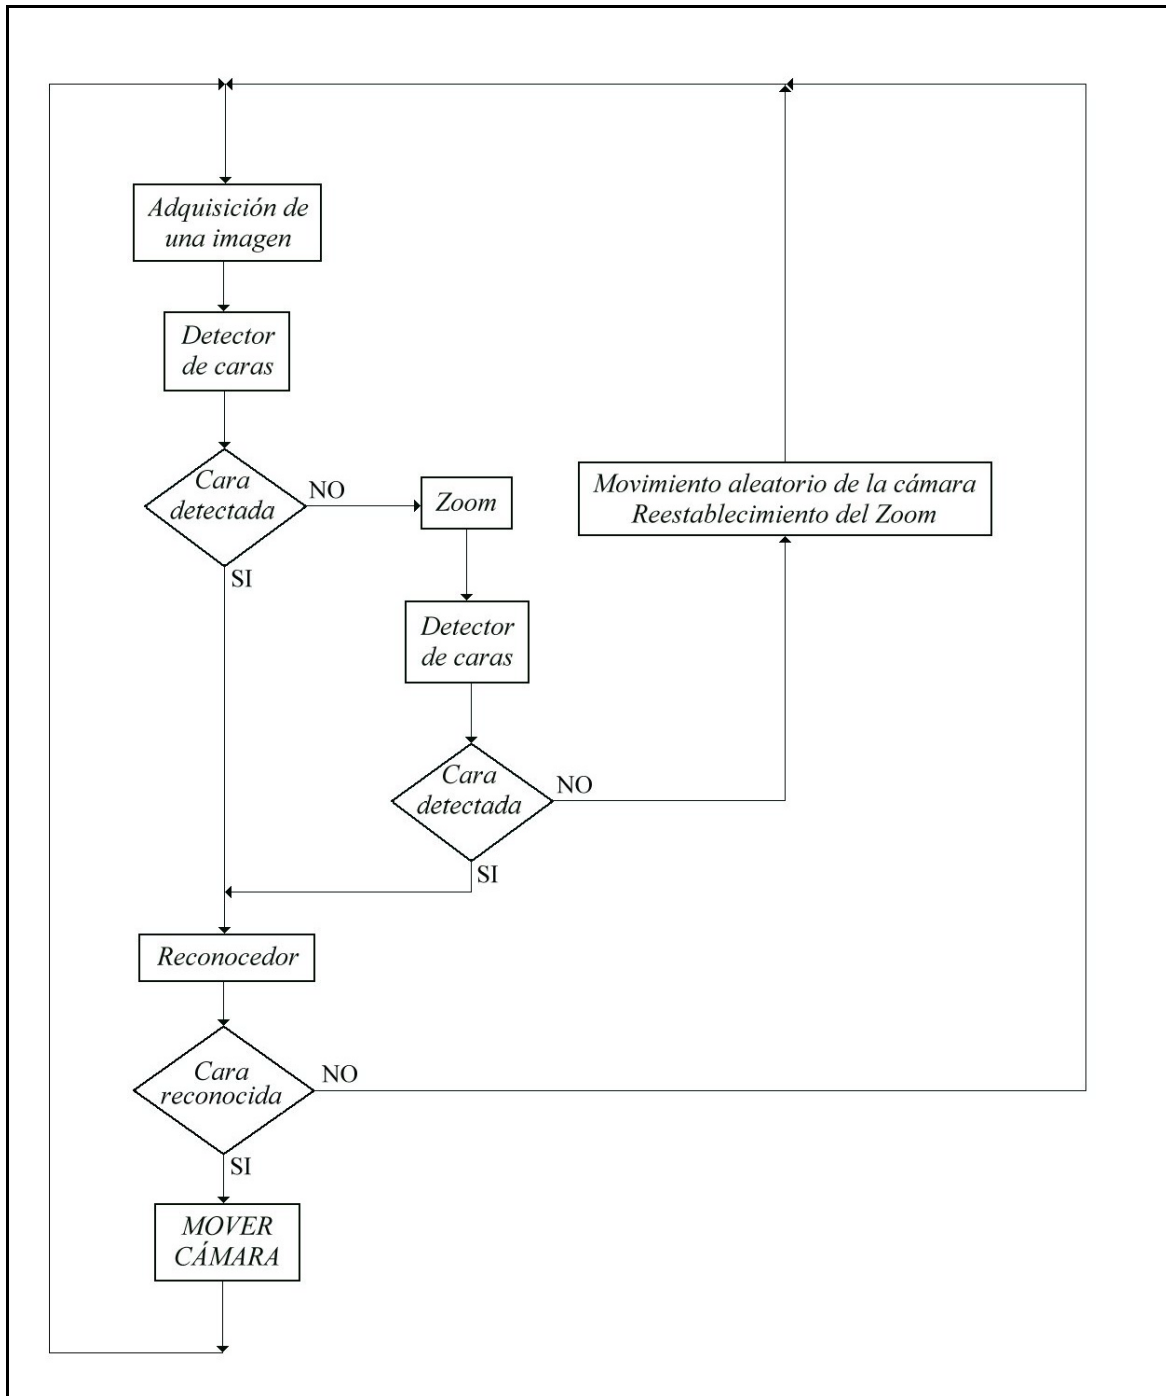 Adquisición de
una imagen
Detector
de caras
Cara
detectada
NO
SI
Zoom
Movimiento aleatorio de la cámara
Reestablecimiento del Zoom
Detector
de caras
Cara
detectada
NO
SI
Reconocedor
Cara
reconocida
NO
SI
MOVER
CÁMARA